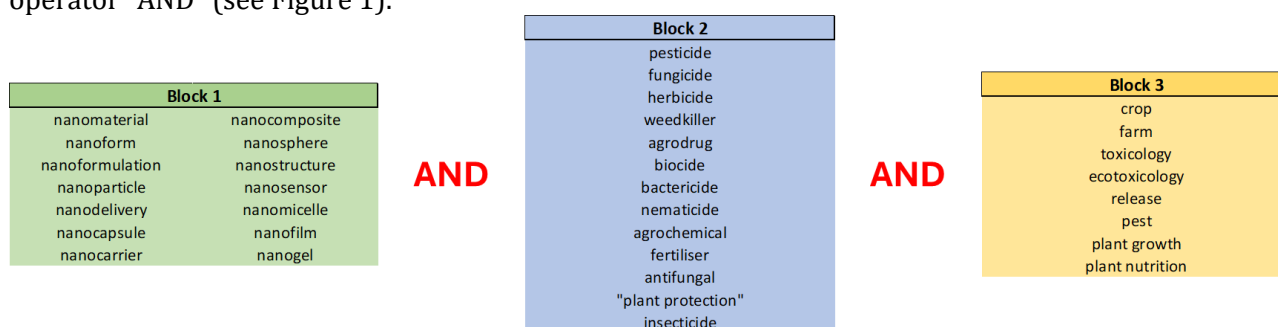 operator "AND" (see Figure 1).
Block 1
nanomaterial nanocomposite
nanoform nanosphere
nanoformulation nanostructure
nanoparticle nanosensor
nanodelivery nanomicelle
nanocapsule nanofilm
nanocarrier nanogel
AND
Block 2
pesticide
fungicide
herbicide
weedkiller
agrodrug
biocide
bactericide
nematicide
agrochemical
fertiliser
antifungal
"plant protection"
insecticide
AND
Block 3
crop
farm
toxicology
ecotoxicology
release
pest
plant growth
plant nutrition